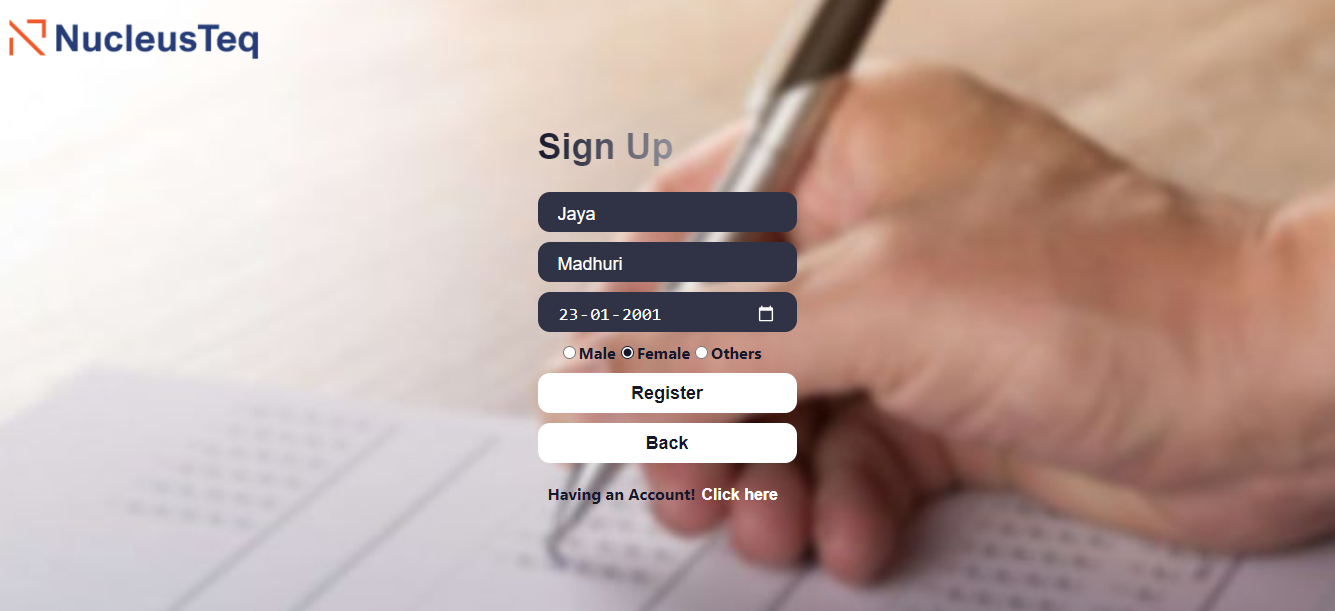 NucleusTeq
Sign Up
Jaya
Madhuri
23-01-2001
Male Female Others
Register
Back
Having an Account! Click here